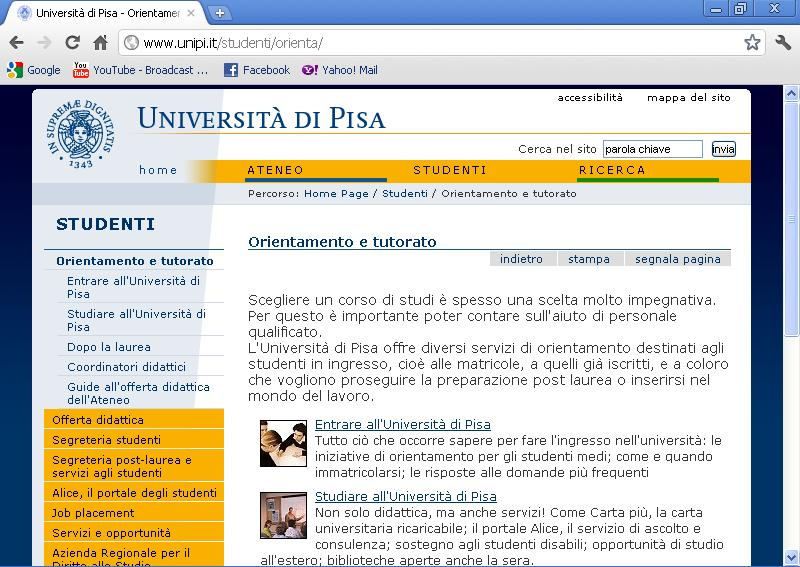 Università di Pisa - Orientamen
www.unipi.it/studenti/orienta/
Google
You Tube
YouTube - Broadcast ...
Facebook
Yahoo! Mail
accessibilità mappa del sito
IN SUPREMÆ DIGNITATIS
1343
UNIVERSITÀ DI PISA
Cerca nel sito parola chiave invia
home ATENEO STUDENTI RICERCA
Percorso: Home Page / Studenti / Orientamento e tutorato
STUDENTI
Orientamento e tutorato
Entrare all'Università di
Pisa
Studiare all'Università di
Pisa
Dopo la laurea
Coordinatori didattici
Guide all'offerta didattica
dell'Ateneo
Offerta didattica
Segreteria studenti
Segreteria post-laurea e
servizi agli studenti
Alice, il portale degli studenti
Job placement
Servizi e opportunità
Azienda Regionale per il
Diritto allo Studio
Orientamento e tutorato
indietro stampa segnala pagina
Scegliere un corso di studi è spesso una scelta molto impegnativa.
Per questo è importante poter contare sull'aiuto di personale
qualificato.
L'Università di Pisa offre diversi servizi di orientamento destinati agli
studenti in ingresso, cioè alle matricole, a quelli già iscritti, e a coloro
che vogliono proseguire la preparazione post laurea o inserirsi nel
mondo del lavoro.
Entrare all'Università di Pisa
Tutto ciò che occorre sapere per fare l'ingresso nell'università: le
iniziative di orientamento per gli studenti medi; come e quando
immatricolarsi; le risposte alle domande più frequenti
Studiare all'Università di Pisa
Non solo didattica, ma anche servizi! Come Carta più, la carta
universitaria ricaricabile; il portale Alice, il servizio di ascolto e
consulenza; sostegno agli studenti disabili; opportunità di studio
all'estero; biblioteche aperte anche la sera.